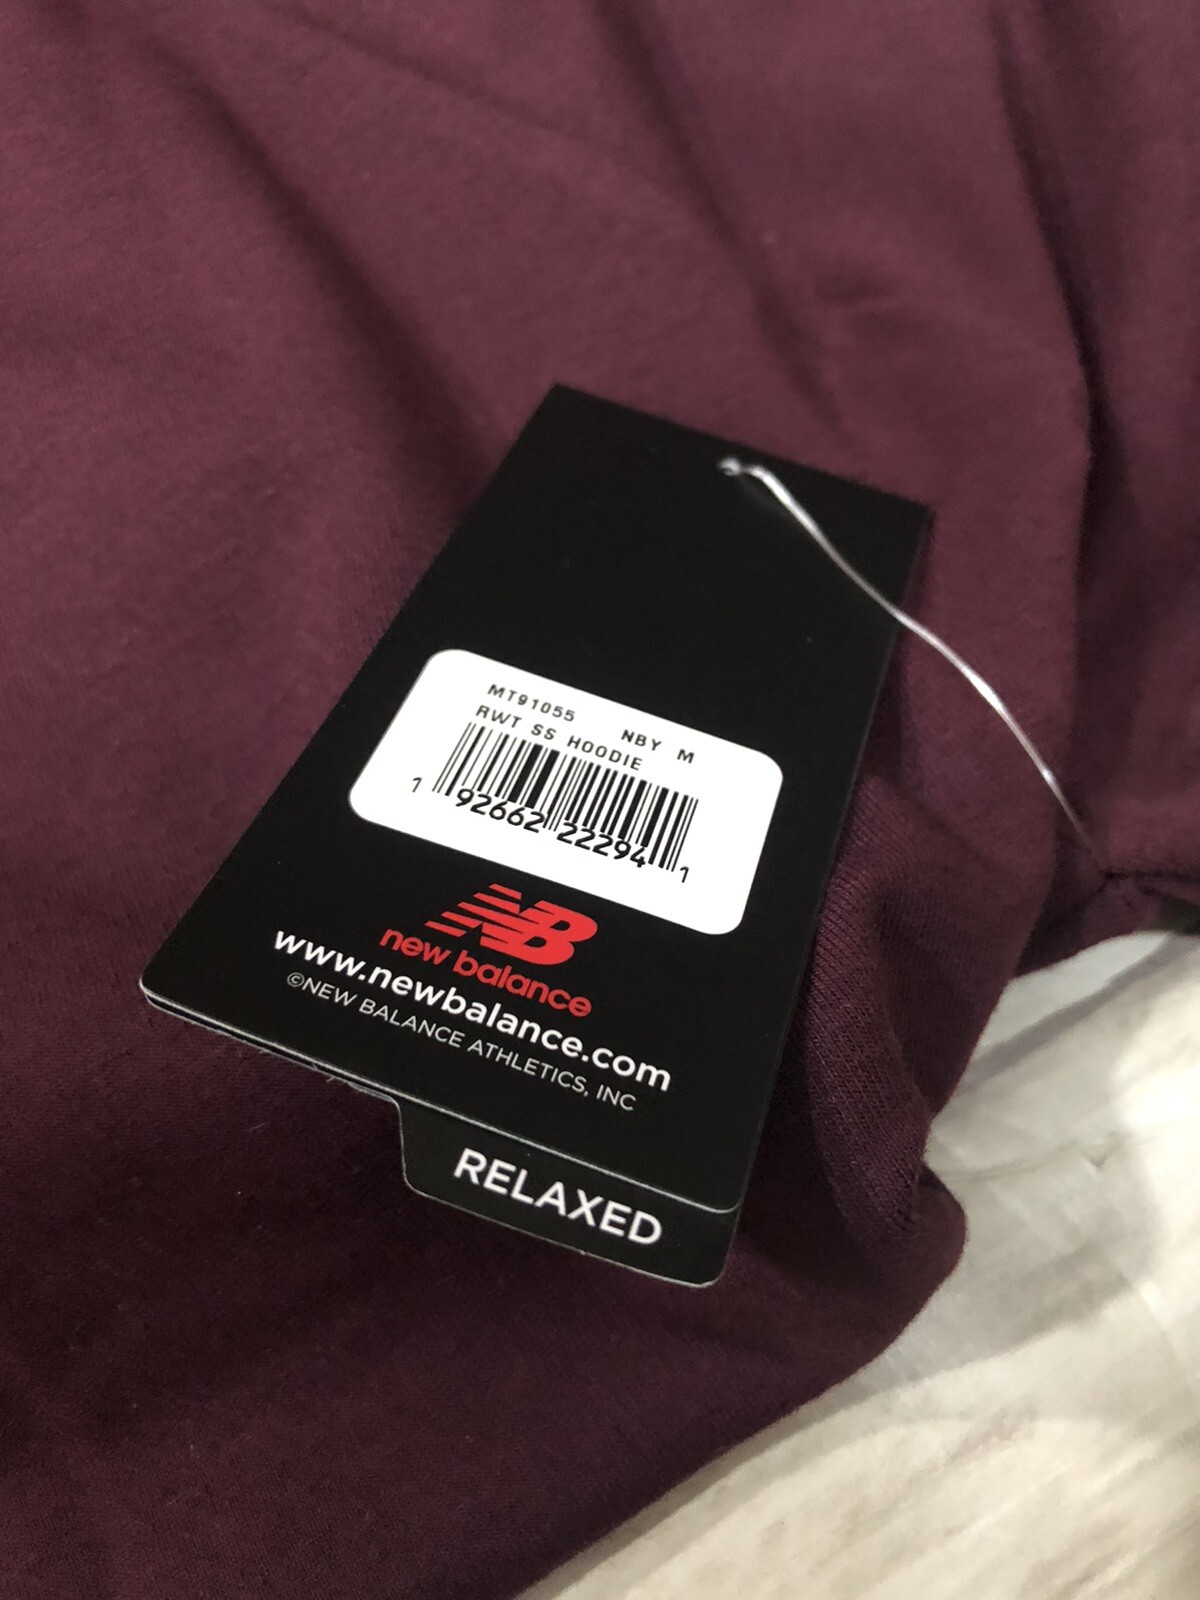 MT91055 NBY M
RWT SS HOODIE
1 92662 22294 1
NB
new balance
www.newbalance.com
©NEW BALANCE ATHLETICS, INC
RELAXED